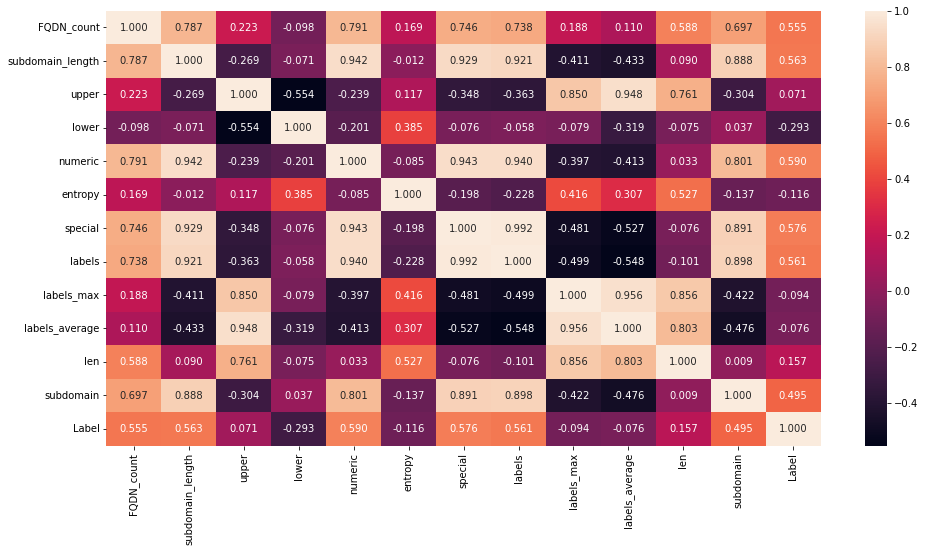 FQDN_count 1.000 0.787 0.223 -0.098 0.791 0.169 0.746 0.738 0.188 0.110 0.588 0.697 0.555
subdomain_length 0.787 1.000 -0.269 -0.071 0.942 -0.012 0.929 0.921 -0.411 -0.433 0.090 0.888 0.563
upper 0.223 -0.269 1.000 -0.554 -0.239 0.117 -0.348 -0.363 0.850 0.948 0.761 -0.304 0.071
lower -0.098 -0.071 -0.554 1.000 -0.201 0.385 -0.076 -0.058 -0.079 -0.319 -0.075 0.037 -0.293
numeric 0.791 0.942 -0.239 -0.201 1.000 -0.085 0.943 0.940 -0.397 -0.413 0.033 0.801 0.590
entropy 0.169 -0.012 0.117 0.385 -0.085 1.000 -0.198 -0.228 0.416 0.307 0.527 -0.137 -0.116
special 0.746 0.929 -0.348 -0.076 0.943 -0.198 1.000 0.992 -0.481 -0.527 -0.076 0.891 0.576
labels 0.738 0.921 -0.363 -0.058 0.940 -0.228 0.992 1.000 -0.499 -0.548 -0.101 0.898 0.561
labels_max 0.188 -0.411 0.850 -0.079 -0.397 0.416 -0.481 -0.499 1.000 0.956 0.856 -0.422 -0.094
labels_average 0.110 -0.433 0.948 -0.319 -0.413 0.307 -0.527 -0.548 0.956 1.000 0.803 -0.476 -0.076
len 0.588 0.090 0.761 -0.075 0.033 0.527 -0.076 -0.101 0.856 0.803 1.000 0.009 0.157
subdomain 0.697 0.888 -0.304 0.037 0.801 -0.137 0.891 0.898 -0.422 -0.476 0.009 1.000 0.495
Label 0.555 0.563 0.071 -0.293 0.590 -0.116 0.576 0.561 -0.094 -0.076 0.157 0.495 1.000
FQDN_count
subdomain_length
upper
lower
numeric
entropy
special
labels
labels_max
labels_average
len
subdomain
Label
1.0
0.8
0.6
0.4
0.2
0.0
−0.2
−0.4